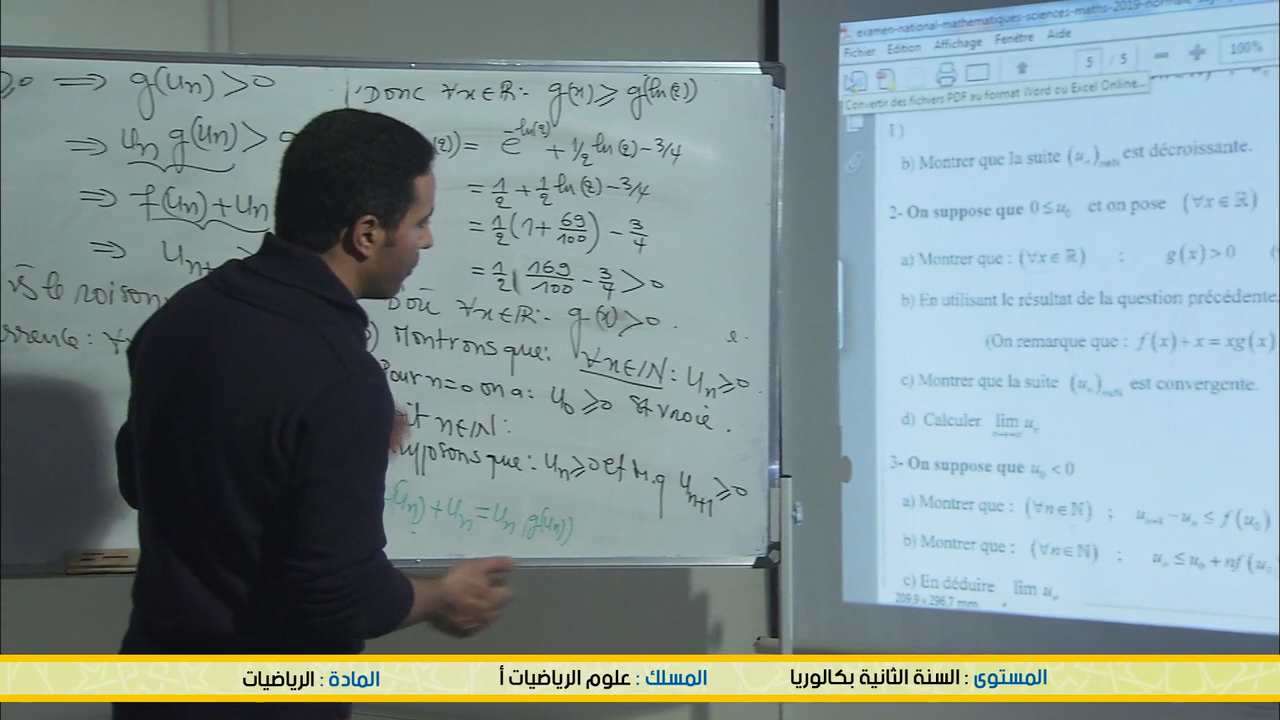 ⩾0 ⟹ g(uₙ) > 0
⟹ uₙ g(uₙ) >
⟹ f(uₙ) + uₙ
⟹ uₙ₊
Donc ∀x∈ℝ: g(x) ⩾ g(ln(2))
(2)) = e^-ln(2) + 1/2 ln(2) - 3/4
= 1/2 + 1/2 ln(2) - 3/4
= 1/2 (1 + 69/100) - 3/4
= 1/2 × 169/100 - 3/4 > 0
Donc ∀x∈ℝ: g(x) > 0.
b) Montrons que: ∀n∈ℕ: uₙ ⩾ 0.
Pour n=0 on a: u₀ ⩾ 0 st vraie.
it n∈ℕ:
upposons que: uₙ ⩾ 0 et M.q uₙ₊₁ ⩾ 0
(uₙ) + uₙ = uₙ g(uₙ)
examen-national-mathematiques-sciences-maths-2019-normale
Fichier Edition Affichage Fenêtre Aide
5 / 5 100%
Convertir des fichiers PDF au format Word ou Excel Online...
b) Montrer que la suite (uₙ)n∈ℕ est décroissante.
2- On suppose que 0 ≤ u₀ et on pose (∀x∈ℝ)
a) Montrer que : (∀x∈ℝ) ; g(x) > 0
b) En utilisant le résultat de la question précédente,
(On remarque que : f(x) + x = xg(x)
c) Montrer que la suite (uₙ)n∈ℕ est convergente.
d) Calculer lim uₙ
3- On suppose que u₀ < 0
a) Montrer que : (∀n∈ℕ) ; uₙ₊₁ - uₙ ≤ f(u₀)
b) Montrer que : (∀n∈ℕ) ; uₙ ≤ u₀ + nf(u₀
c) En déduire lim uₙ
209,9 x 296,7 mm
المستوى : السنة الثانية بكالوريا المسلك : علوم الرياضيات أ المادة : الرياضيات